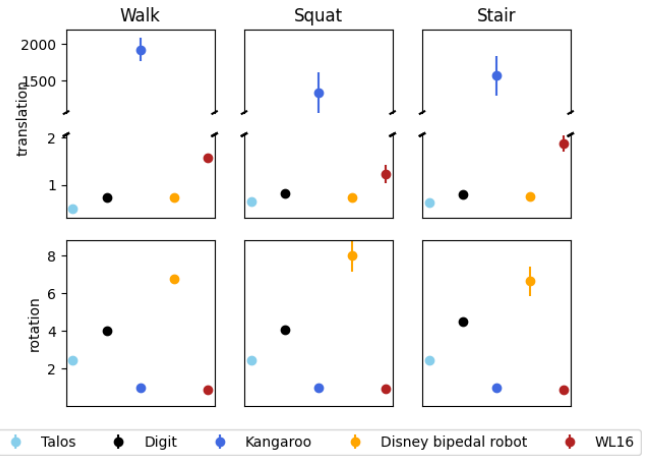 Walk Squat Stair
2000
1500
translation
2
1
8
6
4
2
rotation
Talos Digit Kangaroo Disney bipedal robot WL16